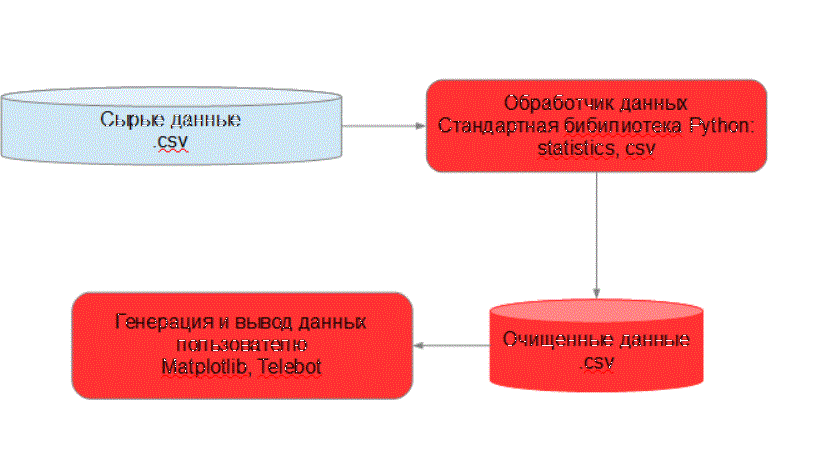 Сырые данные
.csv
Обработчик данных
Стандартная бибилиотека Python:
statistics, csv
Генерация и вывод данных
пользователю
Matplotlib, Telebot
Очищенные данные
.csv